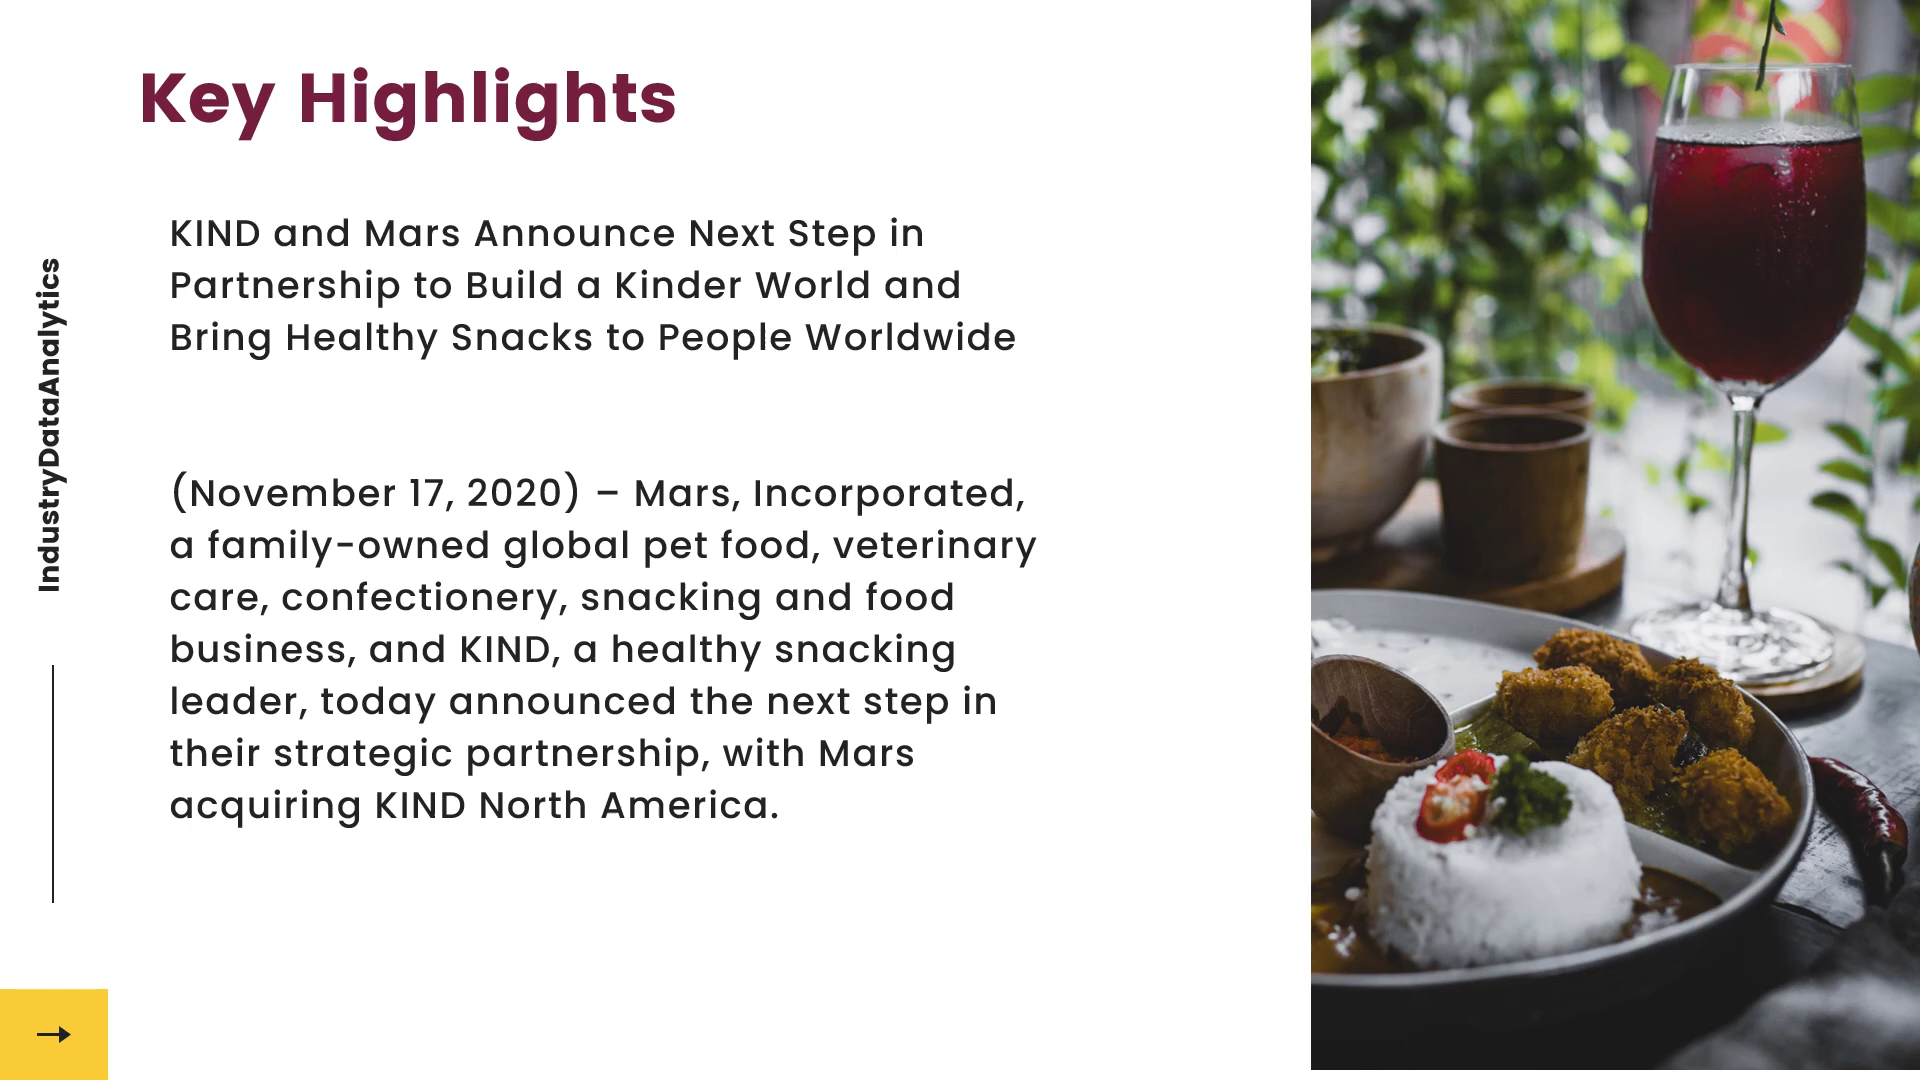 Key Highlights
KIND and Mars Announce Next Step in
Partnership to Build a Kinder World and
Bring Healthy Snacks to People Worldwide
(November 17, 2020) – Mars, Incorporated,
a family-owned global pet food, veterinary
care, confectionery, snacking and food
business, and KIND, a healthy snacking
leader, today announced the next step in
their strategic partnership, with Mars
acquiring KIND North America.
IndustryDataAnalytics